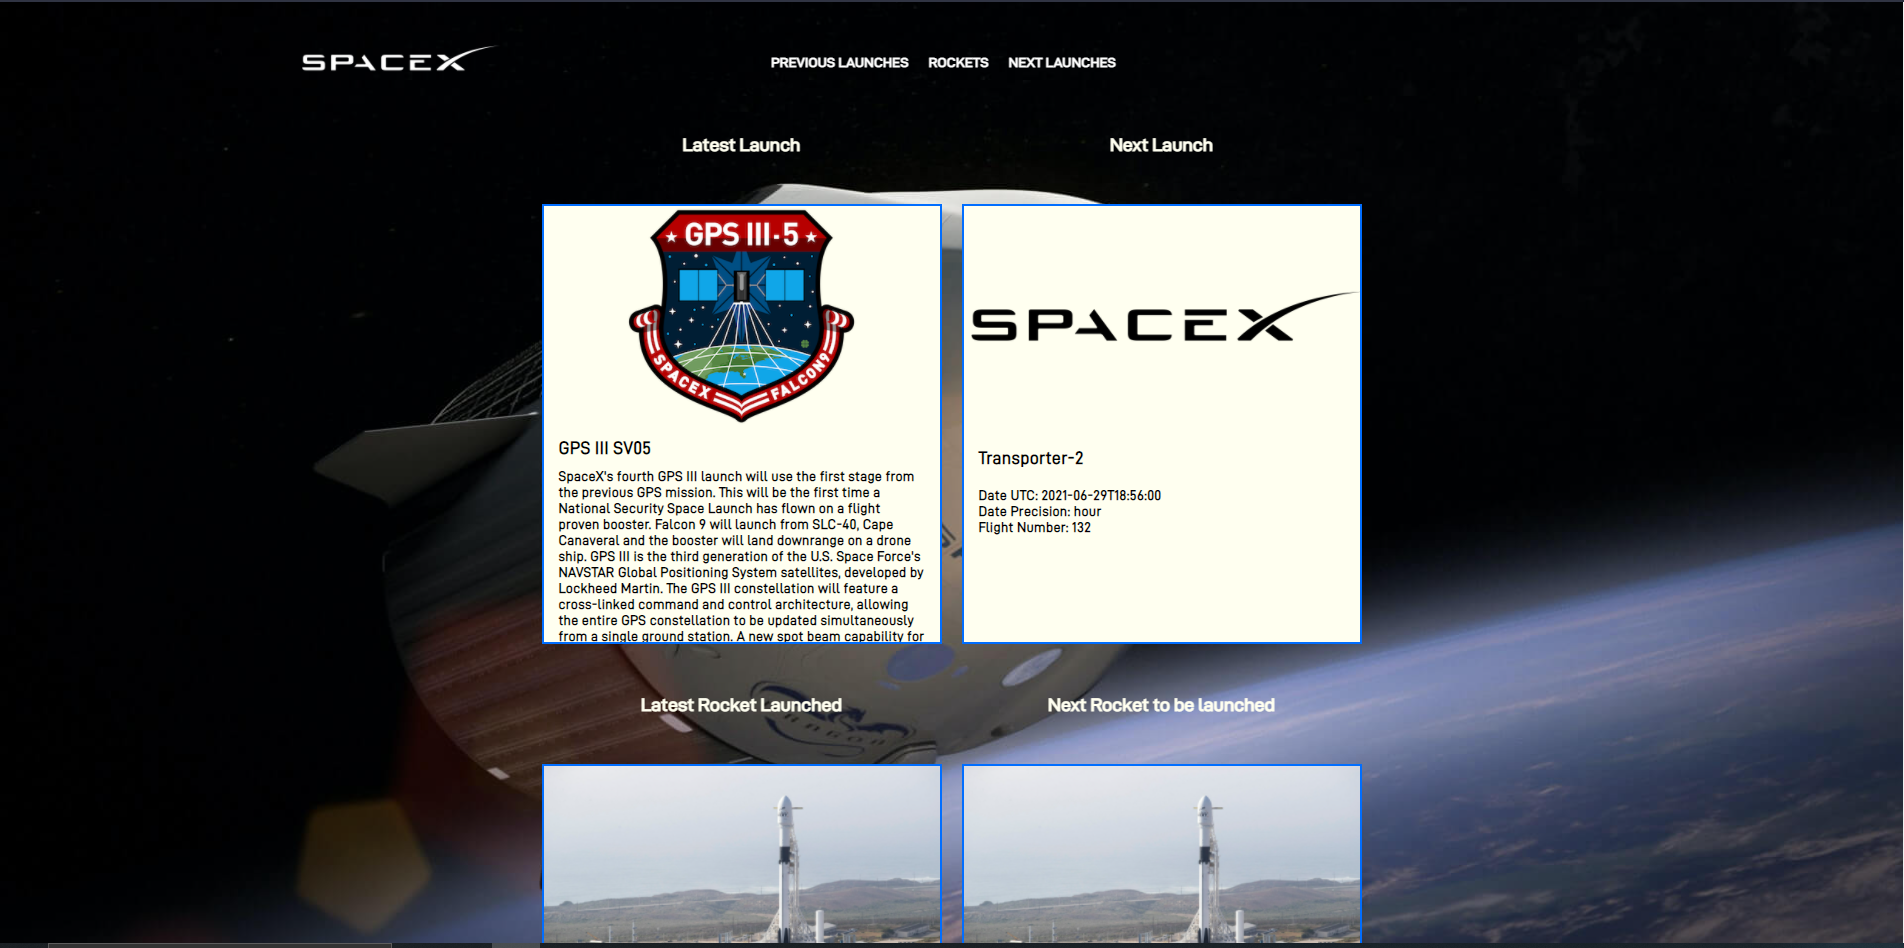 SPACEX
PREVIOUS LAUNCHES ROCKETS NEXT LAUNCHES
Latest Launch
Next Launch
GPS III-5
SPACEX FALCON9
GPS III SV05
SpaceX's fourth GPS III launch will use the first stage from
the previous GPS mission. This will be the first time a
National Security Space Launch has flown on a flight
proven booster. Falcon 9 will launch from SLC-40, Cape
Canaveral and the booster will land downrange on a drone
ship. GPS III is the third generation of the U.S. Space Force's
NAVSTAR Global Positioning System satellites, developed by
Lockheed Martin. The GPS III constellation will feature a
cross-linked command and control architecture, allowing
the entire GPS constellation to be updated simultaneously
from a single ground station. A new spot beam capability for
SPACEX
Transporter-2
Date UTC: 2021-06-29T18:56:00
Date Precision: hour
Flight Number: 132
Latest Rocket Launched
Next Rocket to be launched
DRAGON